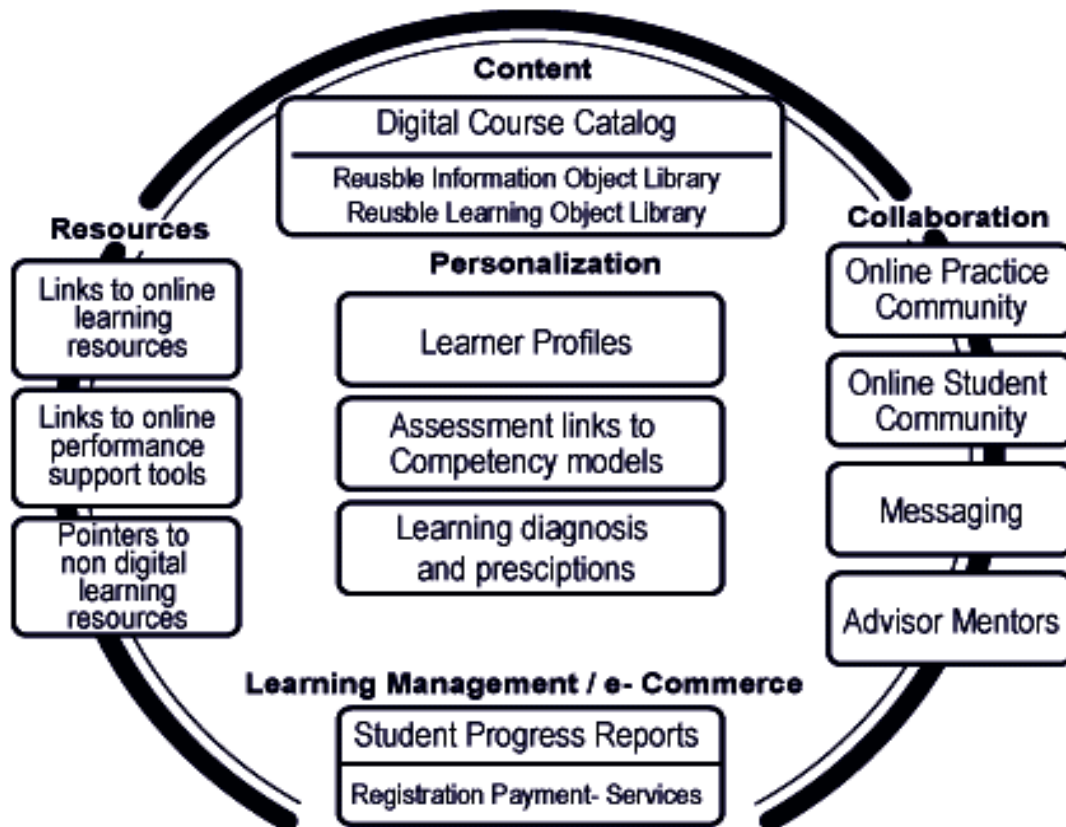 Content
Digital Course Catalog
Reusble Information Object Library
Reusble Learning Object Library
Resources
Links to online
learning
resources
Links to online
performance
support tools
Pointers to
non digital
learning
resources
Personalization
Learner Profiles
Assessment links to
Competency models
Learning diagnosis
and presciptions
Collaboration
Online Practice
Community
Online Student
Community
Messaging
Advisor Mentors
Learning Management / e- Commerce
Student Progress Reports
Registration Payment- Services